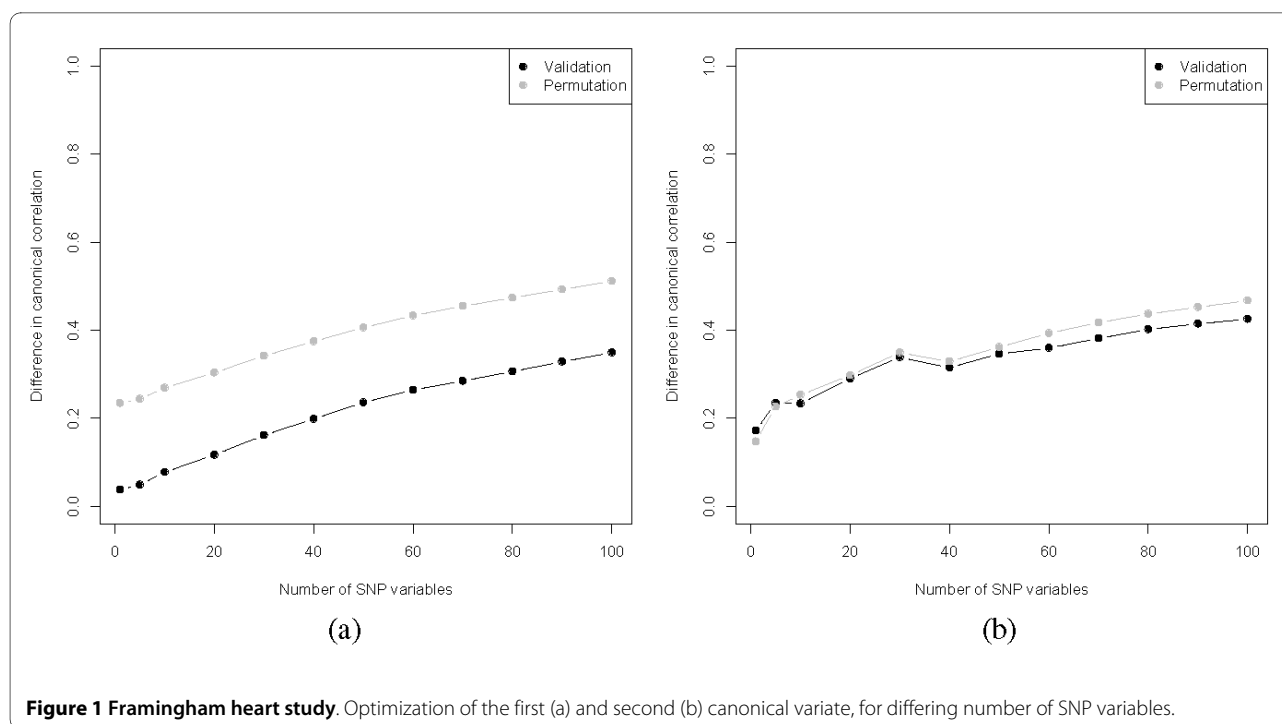 1.0
0.8
0.6
0.4
0.2
0.0
Difference in canonical correlation
Validation
Permutation
0 20 40 60 80 100
Number of SNP variables
(a)
1.0
0.8
0.6
0.4
0.2
0.0
Difference in canonical correlation
Validation
Permutation
0 20 40 60 80 100
Number of SNP variables
(b)
Figure 1 Framingham heart study. Optimization of the first (a) and second (b) canonical variate, for differing number of SNP variables.